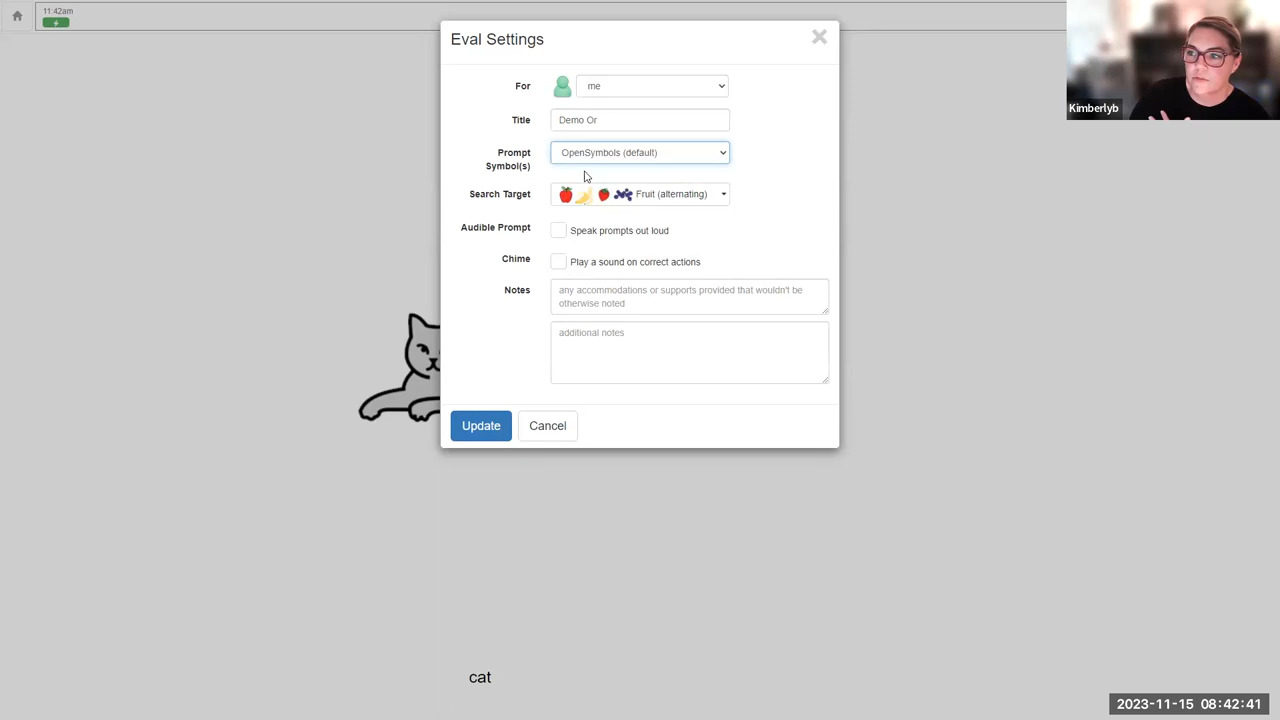 11:42am
Eval Settings
×
For
me
Title
Demo Or
Prompt
Symbol(s)
OpenSymbols (default)
Search Target
Fruit (alternating)
Audible Prompt
Speak prompts out loud
Chime
Play a sound on correct actions
Notes
any accommodations or supports provided that wouldn't be
otherwise noted
additional notes
Update
Cancel
cat
Kimberlyb
2023-11-15 08:42:41